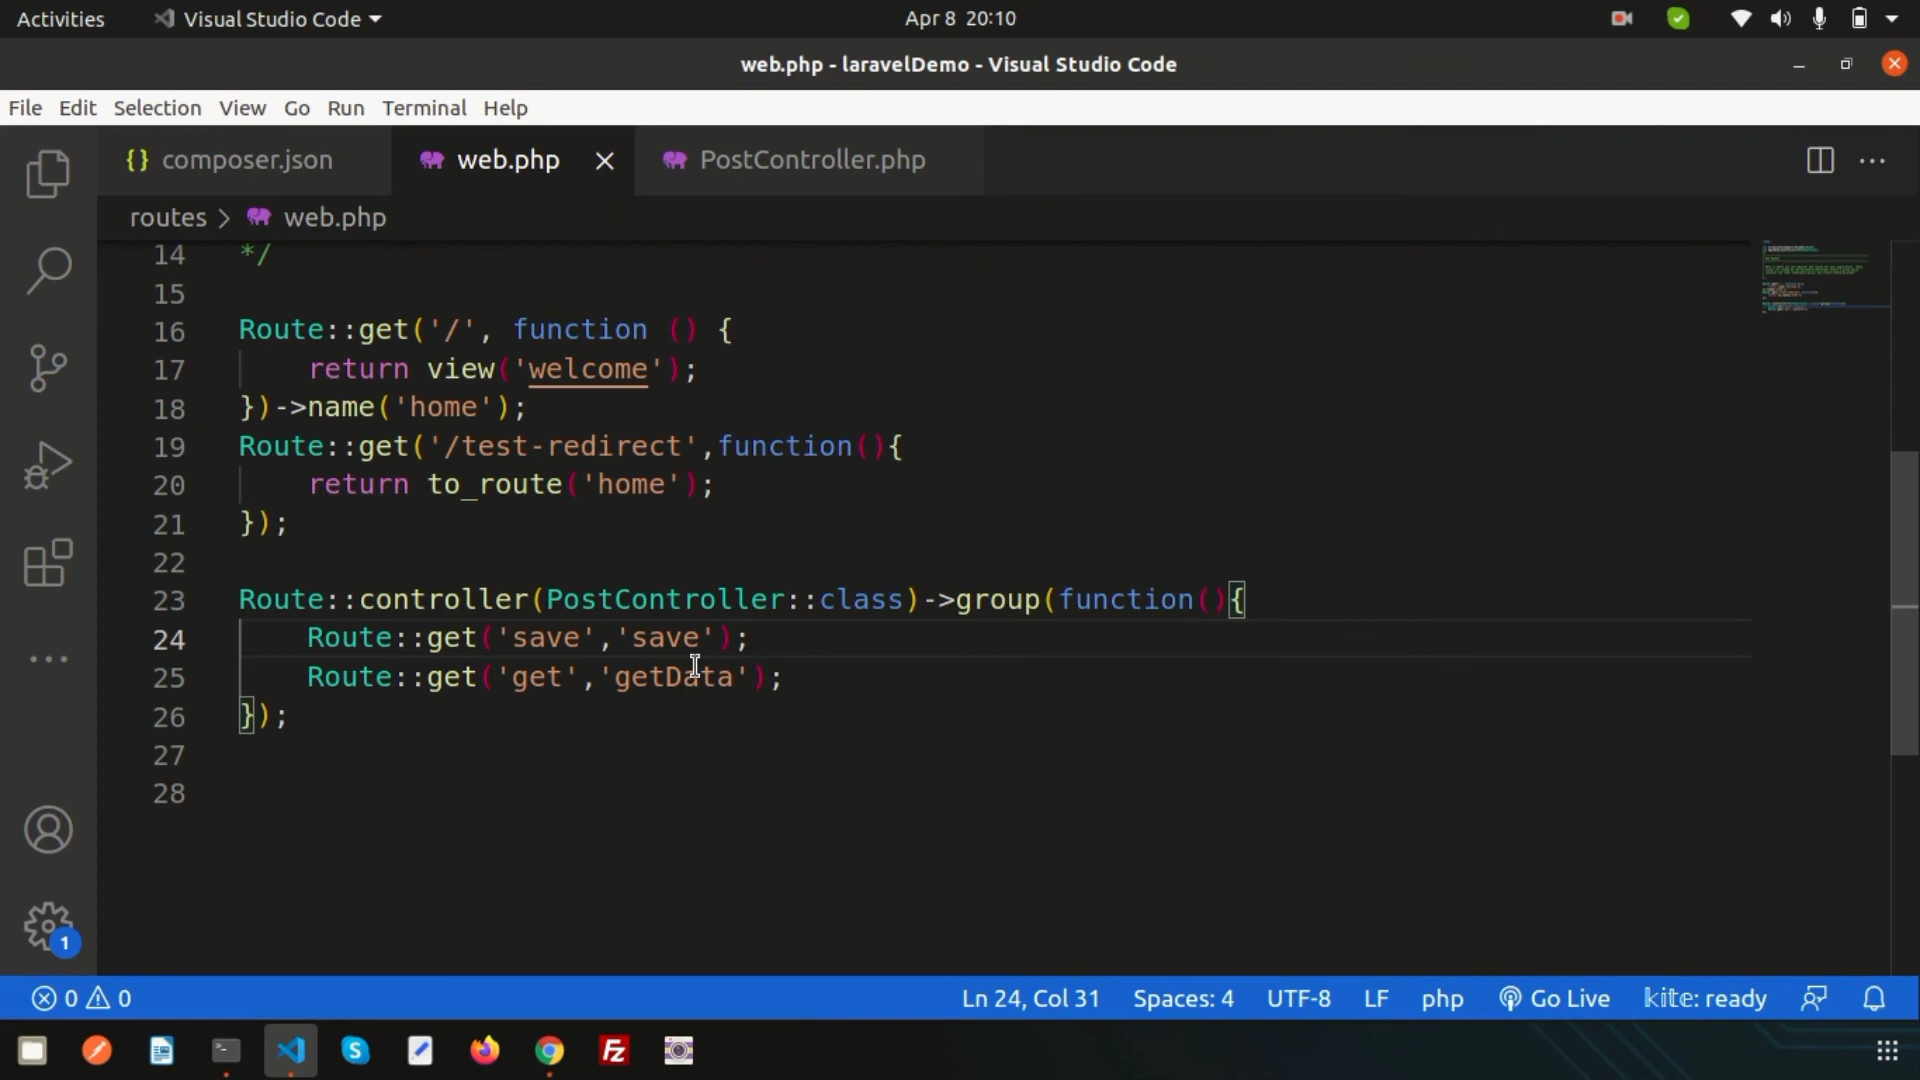 Activities Visual Studio Code Apr 8 20:10
web.php - laravelDemo - Visual Studio Code
File Edit Selection View Go Run Terminal Help
{} composer.json web.php PostController.php
routes > web.php
14 */
15
16 Route::get('/', function () {
17 return view('welcome');
18 })->name('home');
19 Route::get('/test-redirect',function(){
20 return to_route('home');
21 });
22
23 Route::controller(PostController::class)->group(function(){
24 Route::get('save','save');
25 Route::get('get','getData');
26 });
27
28
1
0 0 Ln 24, Col 31 Spaces: 4 UTF-8 LF php Go Live kite: ready